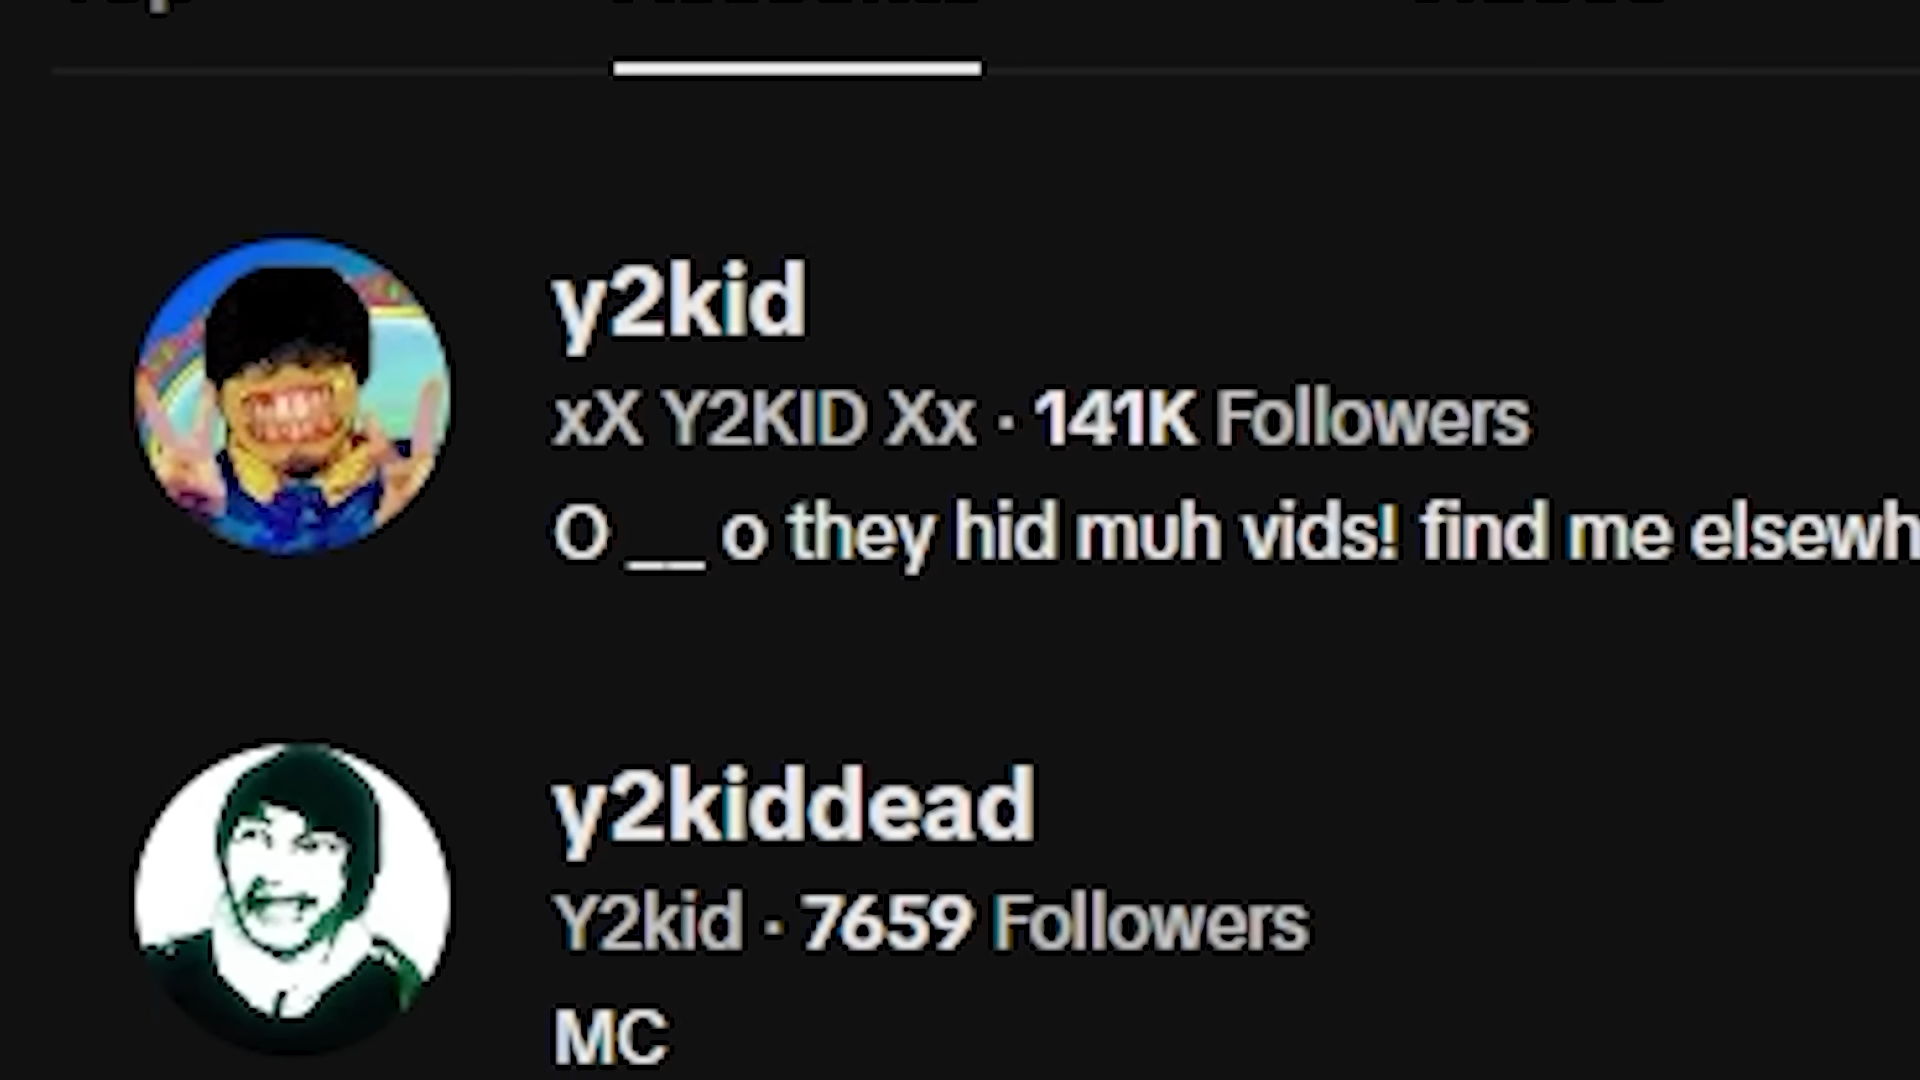 y2kid
xX Y2KID Xx · 141K Followers
O __ o they hid muh vids! find me elsewh
y2kiddead
Y2kid · 7659 Followers
MC